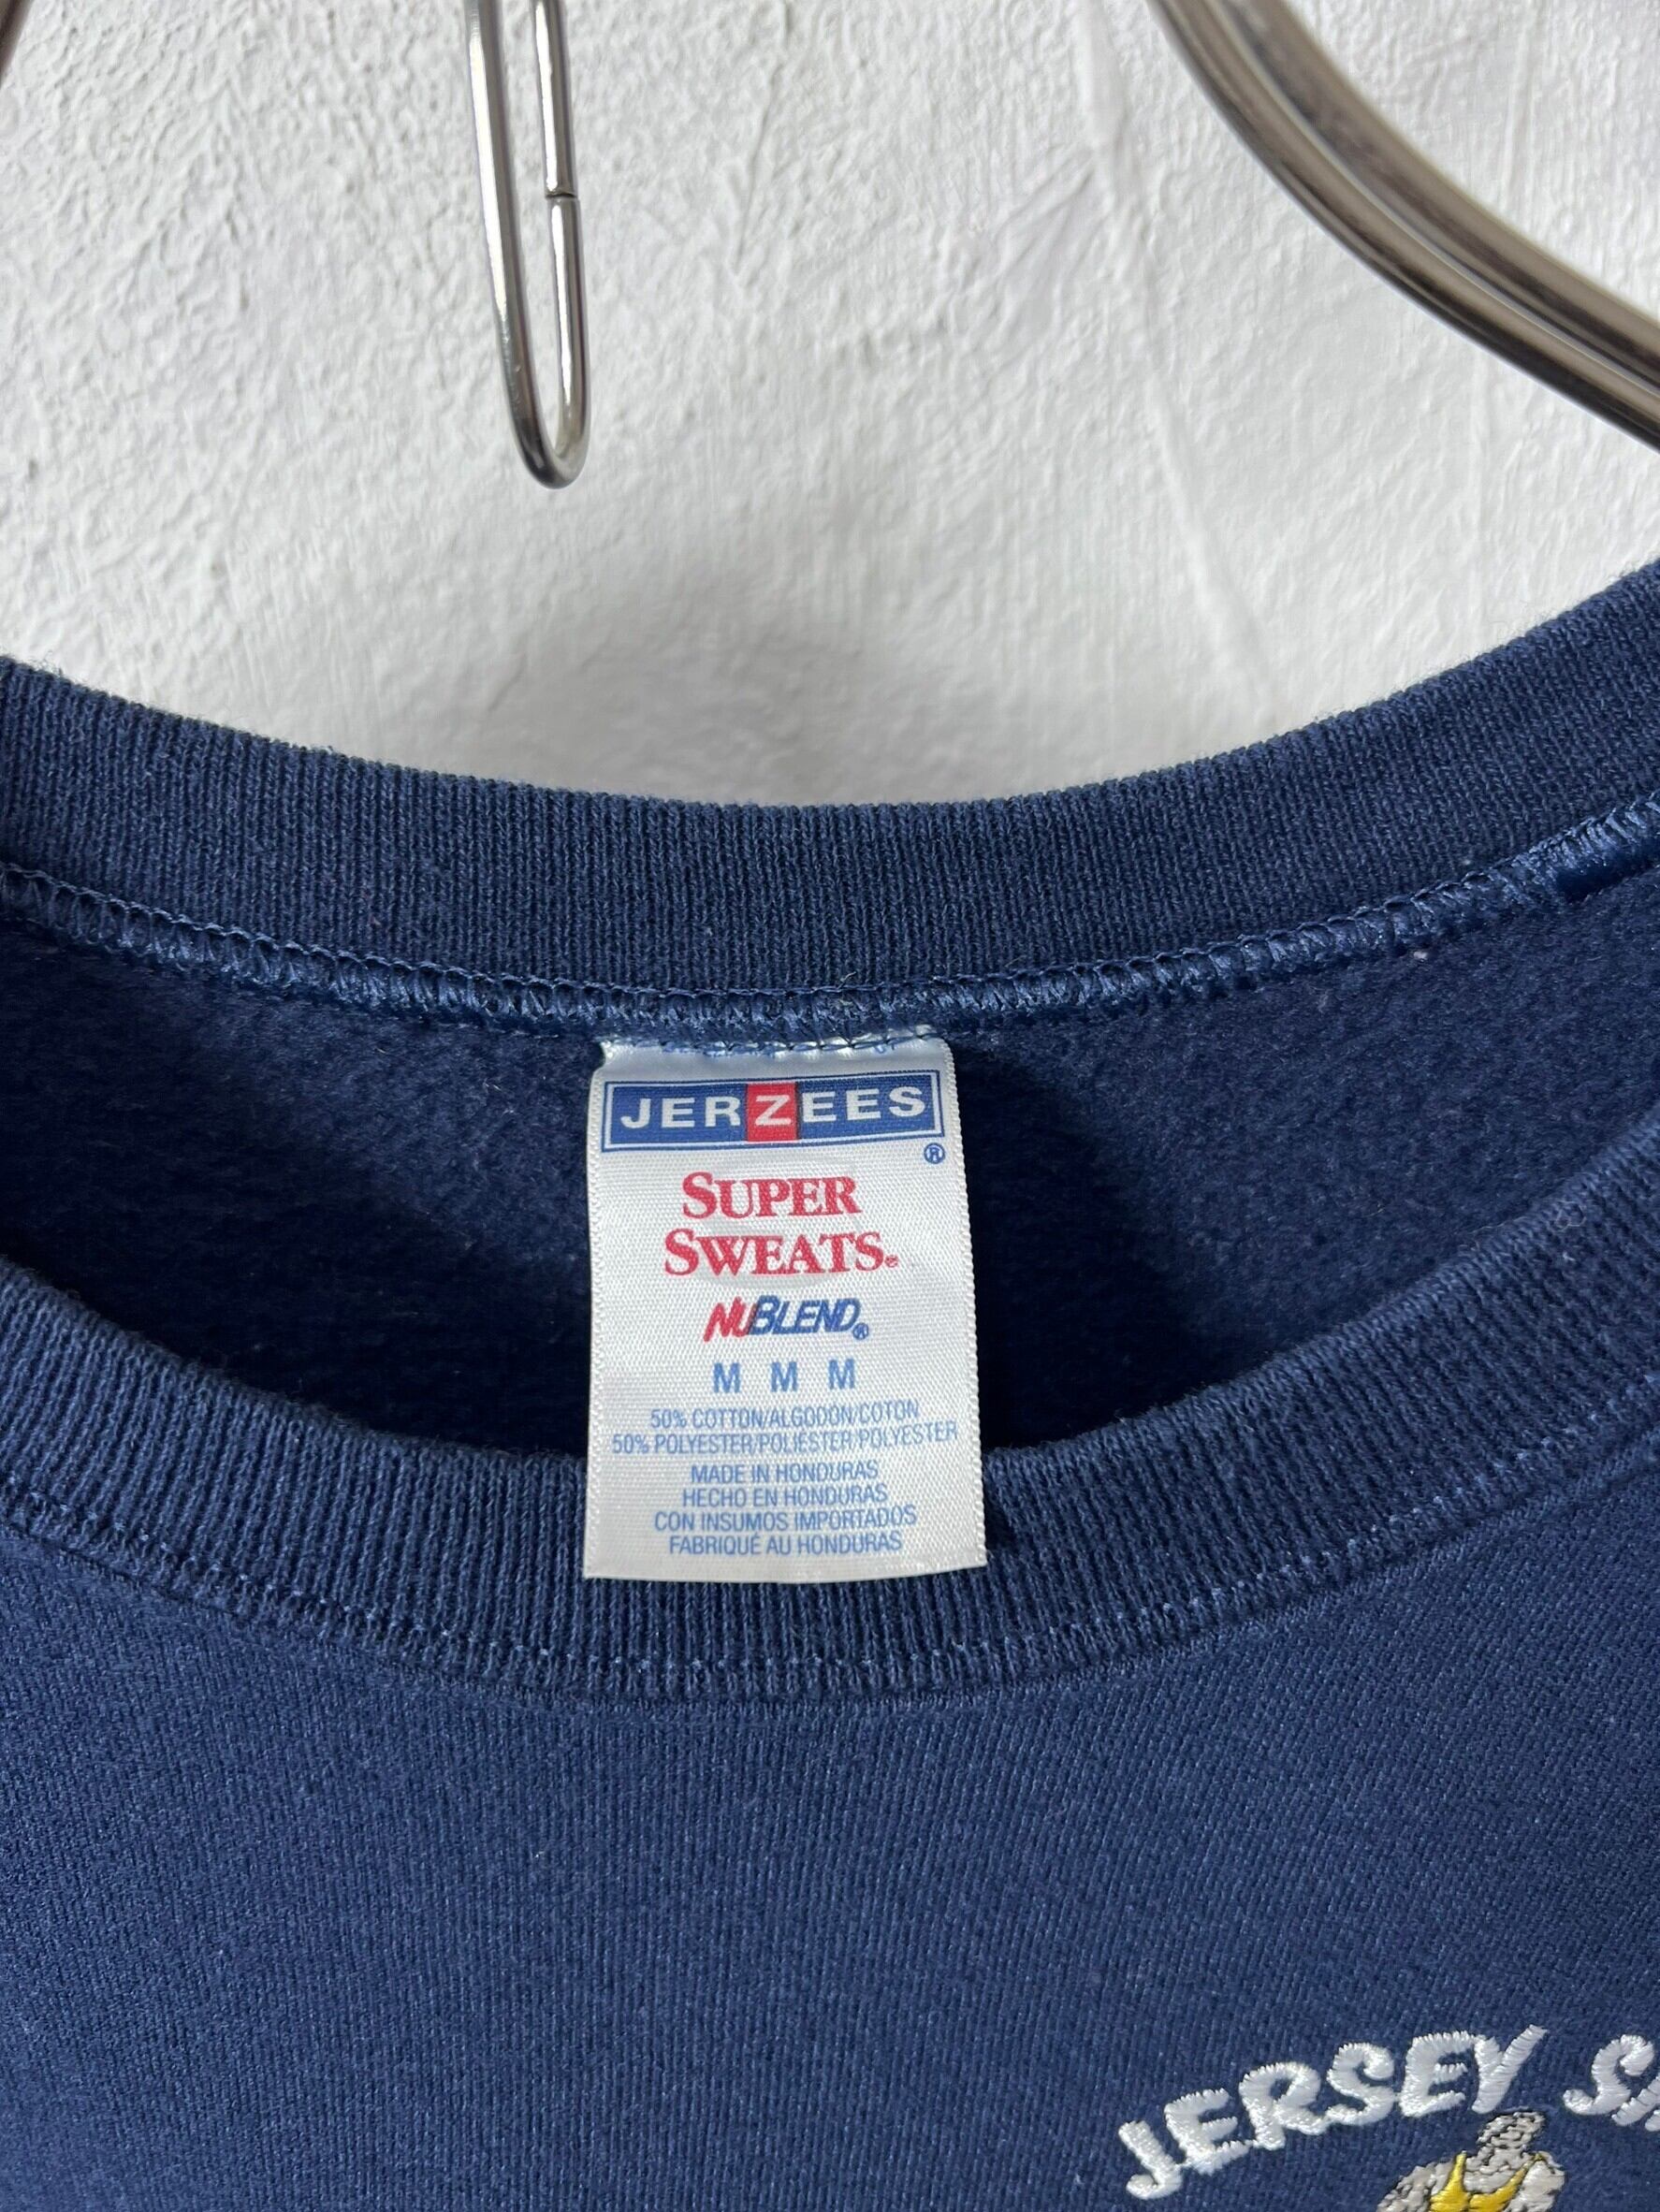 JERZEES
®
SUPER
SWEATS®
NUBLEND®
M M M
50% COTTON/ALGODON/COTON
50% POLYESTER/POLIÉSTER/POLYESTER
MADE IN HONDURAS
HECHO EN HONDURAS
CON INSUMOS IMPORTADOS
FABRIQUÉ AU HONDURAS
JERSEY